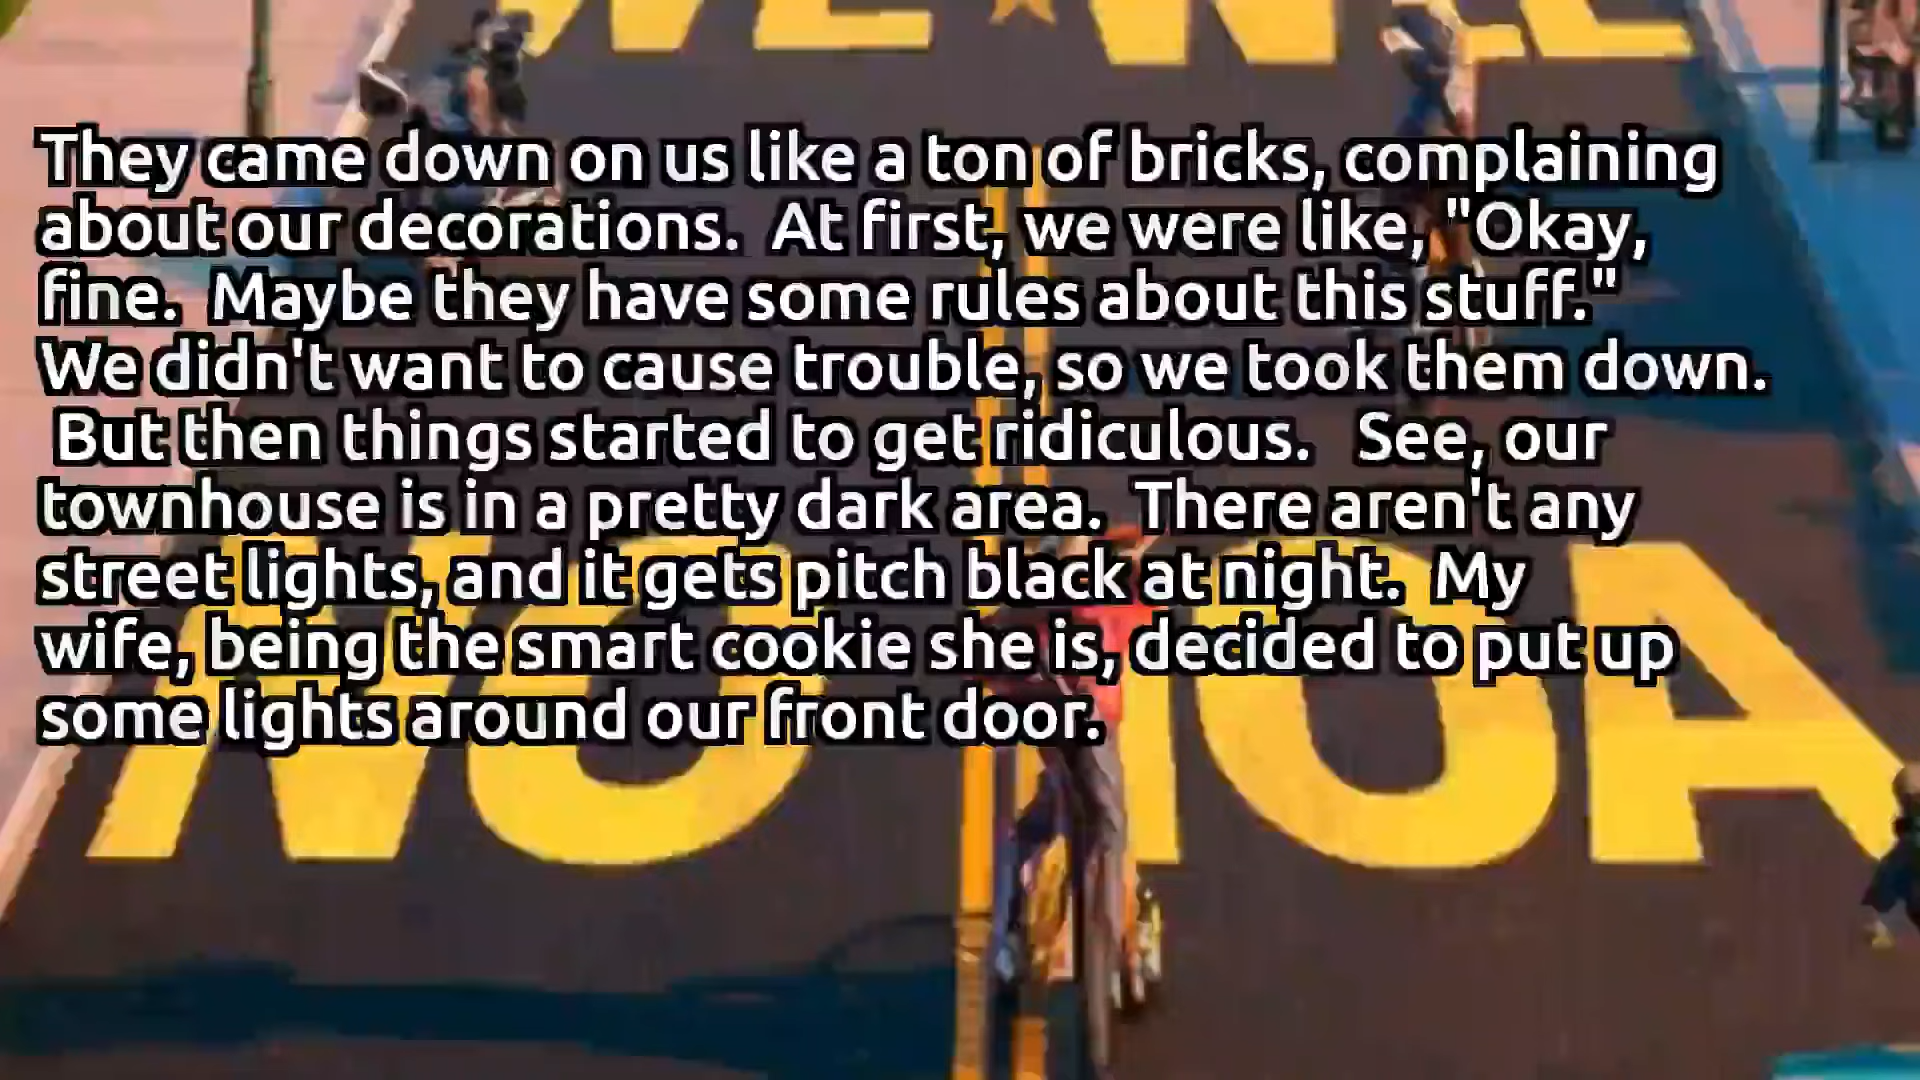 They came down on us like a ton of bricks, complaining
about our decorations.  At first, we were like, "Okay,
fine.  Maybe they have some rules about this stuff."
We didn't want to cause trouble, so we took them down.
But then things started to get ridiculous.   See, our
townhouse is in a pretty dark area.  There aren't any
street lights, and it gets pitch black at night.  My
wife, being the smart cookie she is, decided to put up
some lights around our front door.